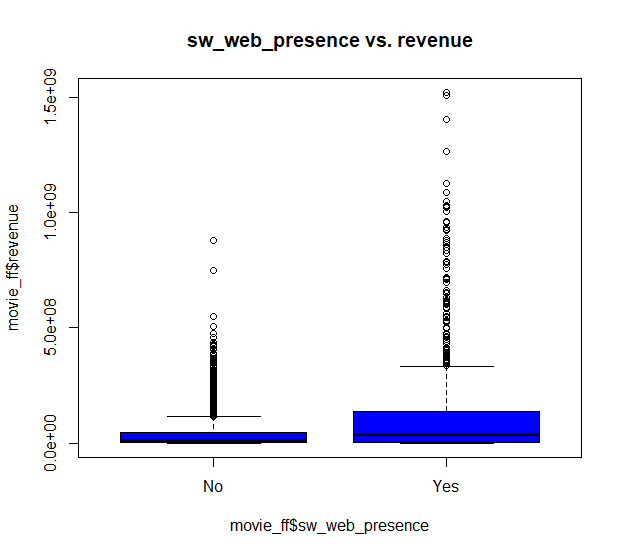 sw_web_presence vs. revenue
1.5e+09
1.0e+09
5.0e+08
0.0e+00
movie_ff$revenue
No Yes
movie_ff$sw_web_presence